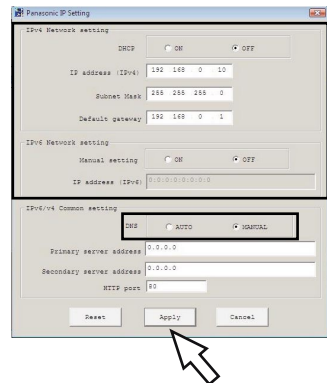 Panasonic IP Setting
IPv4 Network setting
DHCP ON OFF
IP address (IPv4) 192 168 0 10
Subnet Mask 255 255 255 0
Default gateway 192 168 0 1
IPv6 Network setting
Manual setting ON OFF
IP address (IPv6) 0:0:0:0:0:0:0:0
IPv6/v4 Common setting
DNS AUTO MANUAL
Primary server address 0.0.0.0
Secondary server address 0.0.0.0
HTTP port 80
Reset Apply Cancel